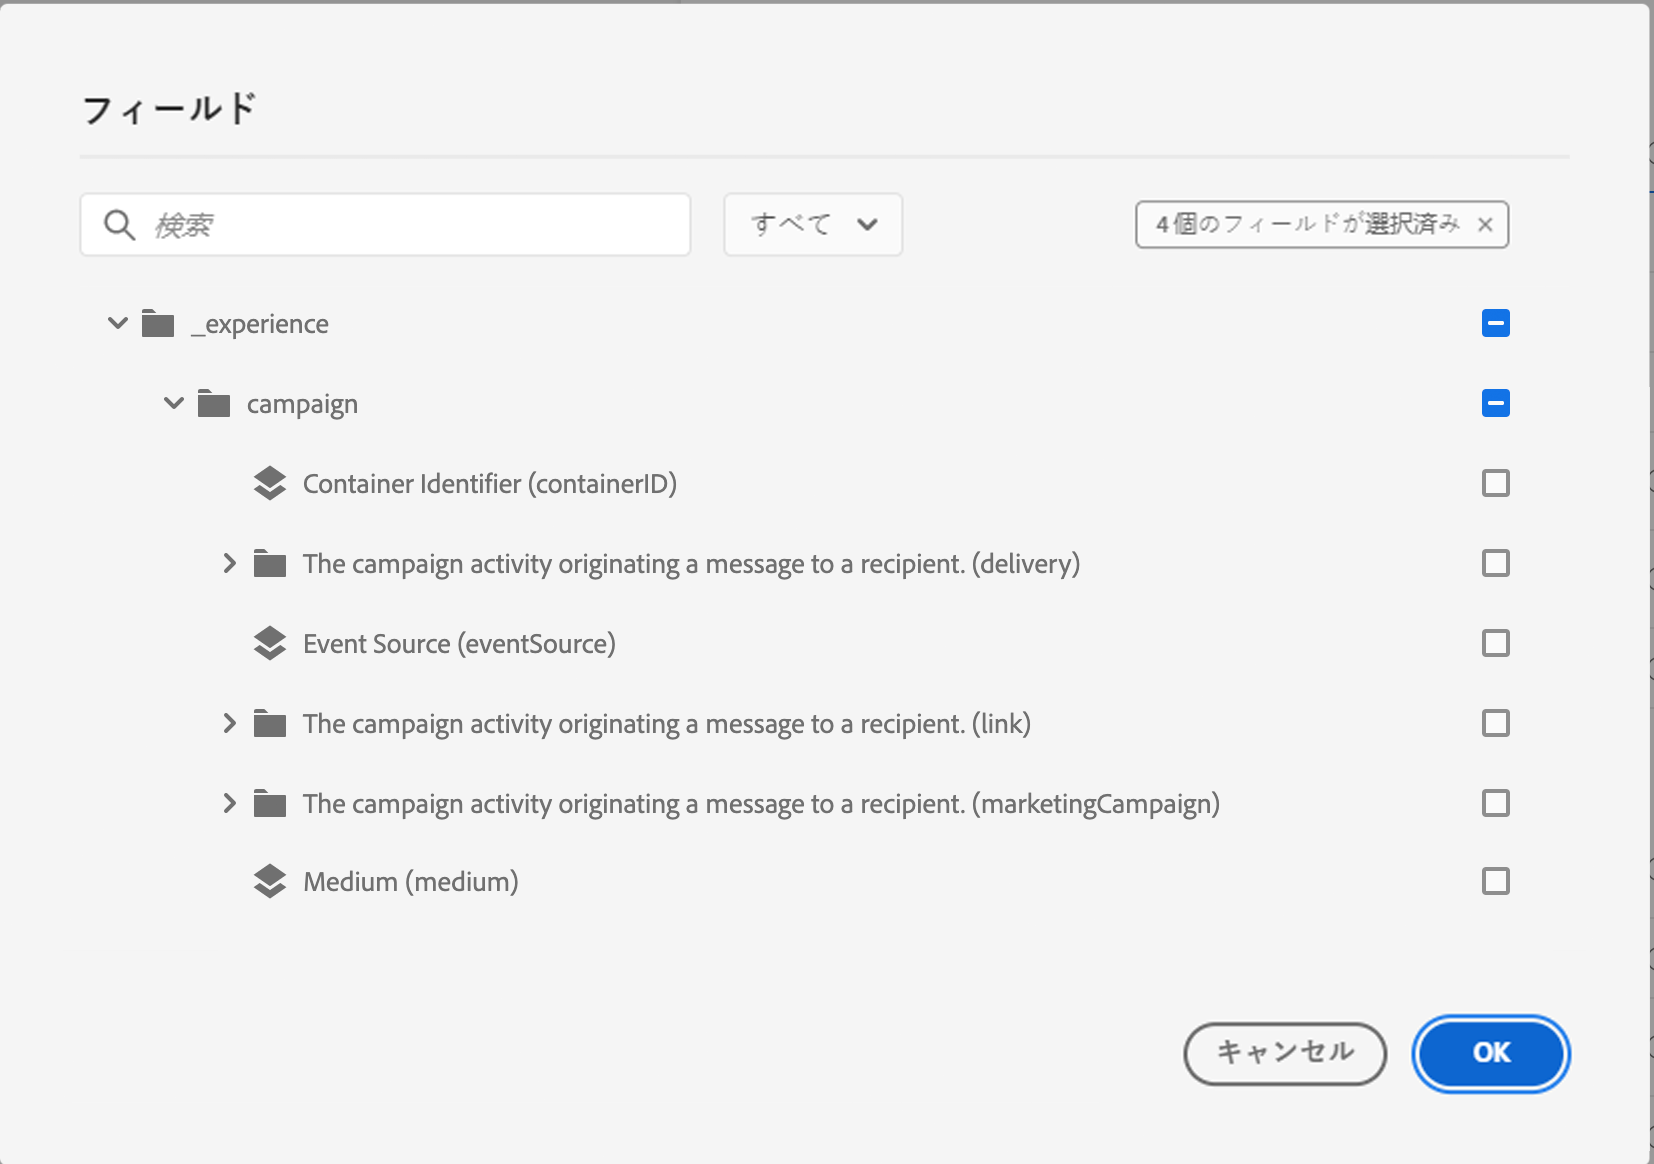 フィールド
検索
すべて
4個のフィールドが選択済み
_experience
campaign
Container Identifier (containerID)
The campaign activity originating a message to a recipient. (delivery)
Event Source (eventSource)
The campaign activity originating a message to a recipient. (link)
The campaign activity originating a message to a recipient. (marketingCampaign)
Medium (medium)
キャンセル
OK